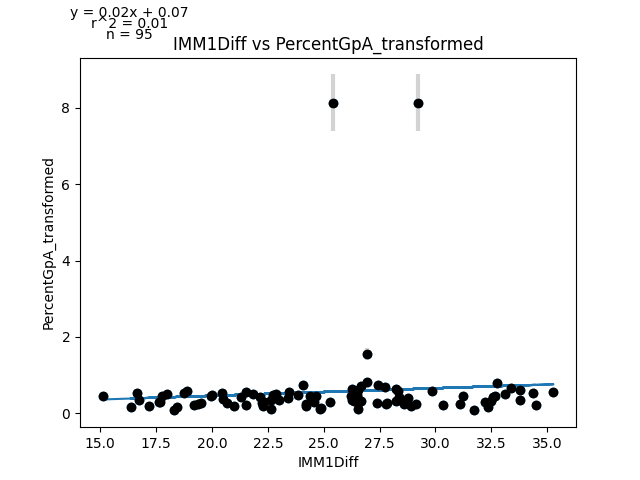 y = 0.02x + 0.07
r^2 = 0.01
n = 95
IMM1Diff vs PercentGpA_transformed
PercentGpA_transformed
8
6
4
2
0
15.0 17.5 20.0 22.5 25.0 27.5 30.0 32.5 35.0
IMM1Diff